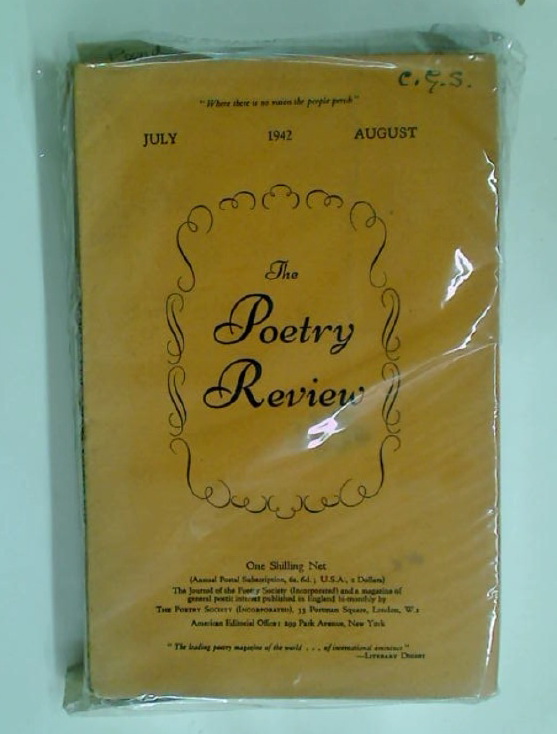 C.G.S.
"Where there is no vision the people perish"
JULY 1942 AUGUST
The
Poetry
Review
One Shilling Net
(Annual Postal Subscription, 6s. 6d.; U.S.A., 2 Dollars)
The Journal of the Poetry Society (Incorporated) and a magazine of
general poetic interest published in England bi-monthly by
THE POETRY SOCIETY (INCORPORATED), 33 Portman Square, London, W.1
American Editorial Office: 299 Park Avenue, New York
"The leading poetry magazine of the world . . . of international eminence"
—LITERARY DIGEST